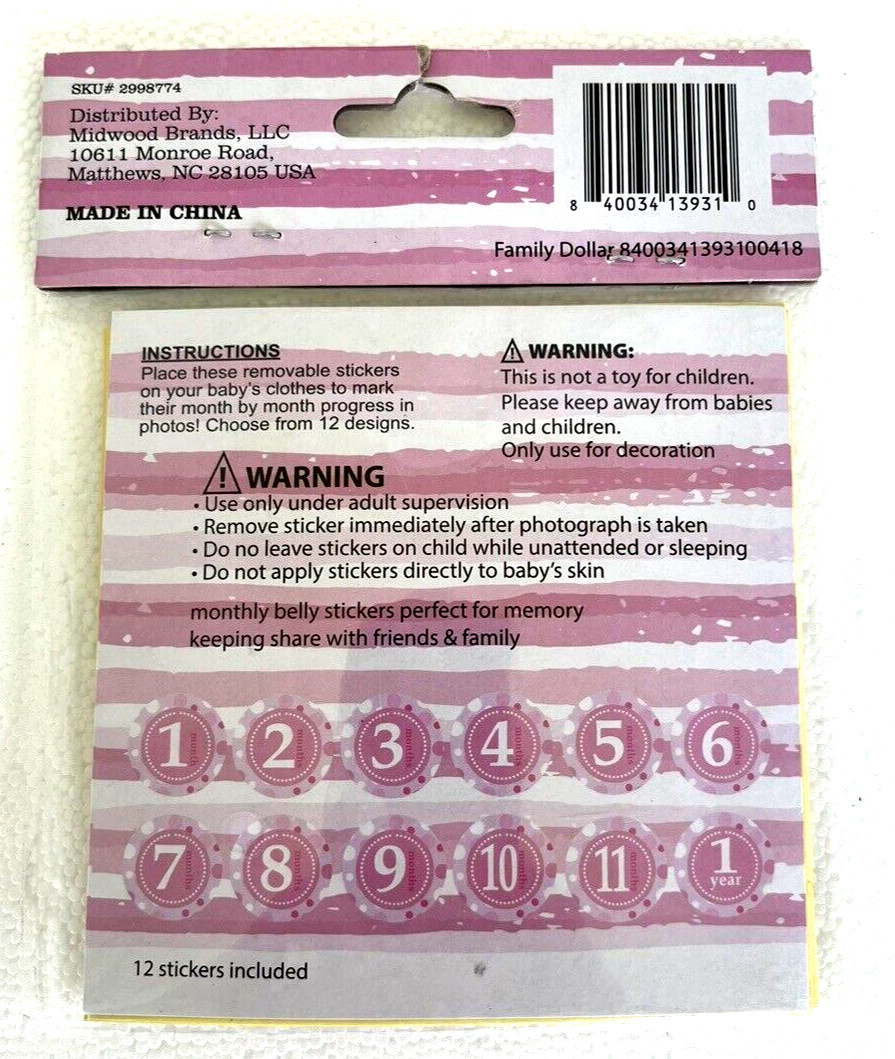 SKU# 2998774
Distributed By:
Midwood Brands, LLC
10611 Monroe Road,
Matthews, NC 28105 USA
MADE IN CHINA
8 40034 13931 0
Family Dollar 8400341393100418
INSTRUCTIONS
Place these removable stickers
on your baby's clothes to mark
their month by month progress in
photos! Choose from 12 designs.
WARNING:
This is not a toy for children.
Please keep away from babies
and children.
Only use for decoration
WARNING
• Use only under adult supervision
• Remove sticker immediately after photograph is taken
• Do no leave stickers on child while unattended or sleeping
• Do not apply stickers directly to baby's skin
monthly belly stickers perfect for memory
keeping share with friends & family
1 months
2 months
3 months
4 months
5 months
6 months
7 months
8 months
9 months
10 months
11 months
1 year
12 stickers included